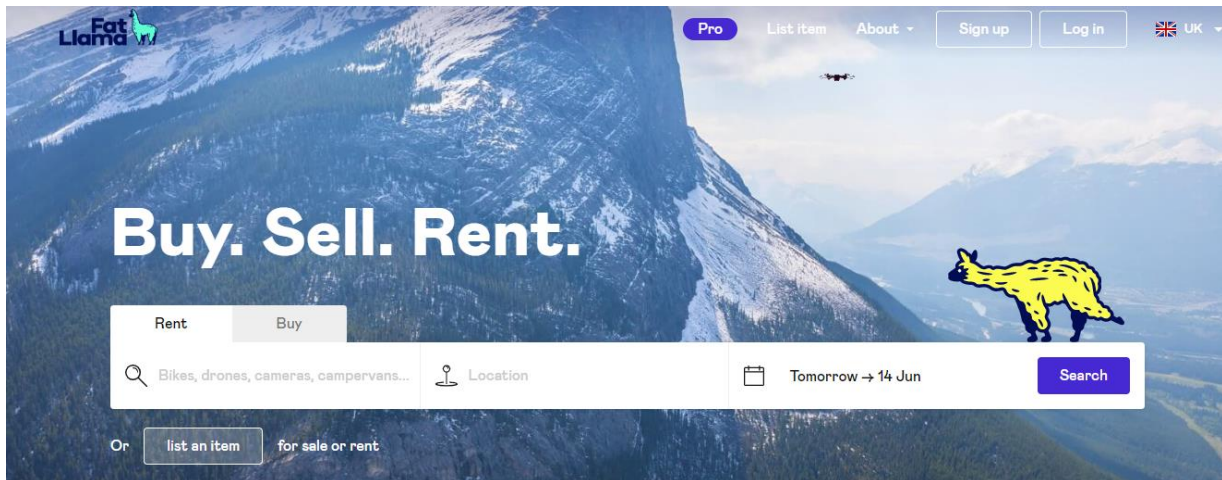 Fat
Llama
Pro
List item
About
Sign up
Log in
UK
Buy. Sell. Rent.
Rent
Buy
Bikes, drones, cameras, campervans...
Location
Tomorrow → 14 Jun
Search
Or
list an item
for sale or rent